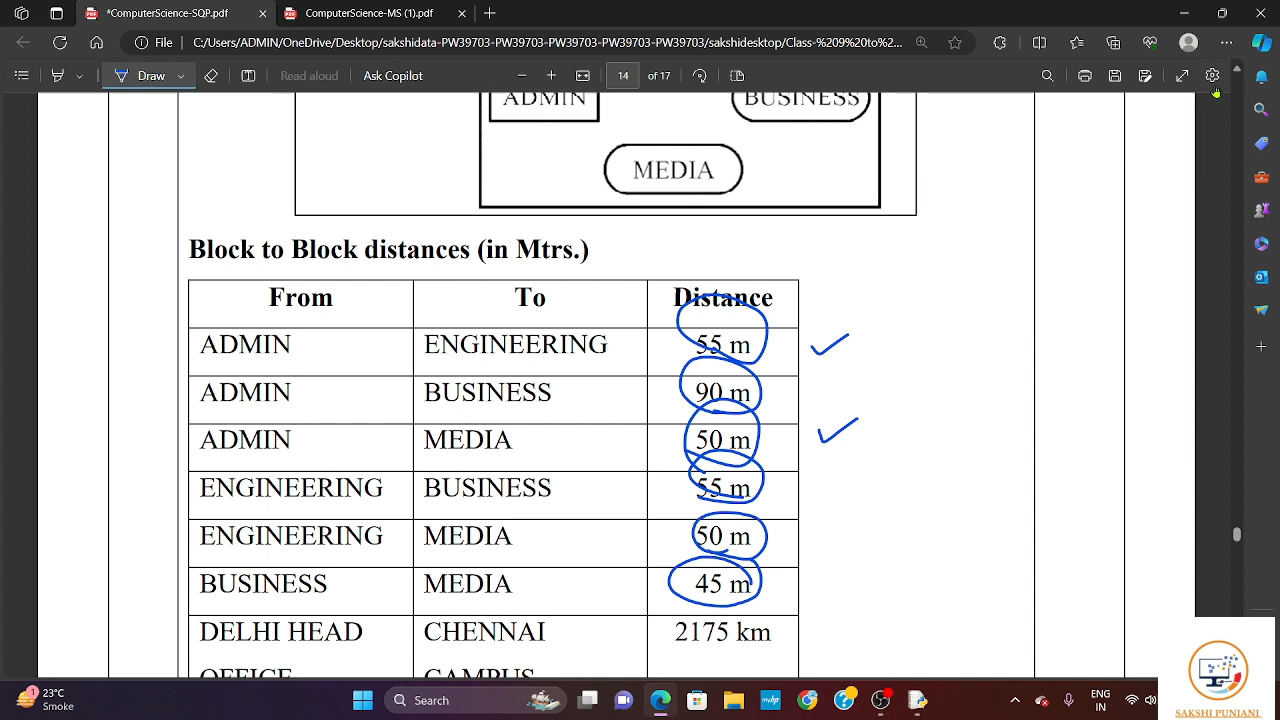 *ComputerScience-SQP.pdf
ComputerScience-MS (1).pdf
File
C:/Users/ADMIN/OneDrive/Desktop/sakshidata-PW39703-PW39703-PW39703/sakshidesktop/Class-%209%20to%2...
Draw
Read aloud
Ask Copilot
14
of 17
ADMIN
BUSINESS
MEDIA
Block to Block distances (in Mtrs.)
From To Distance
ADMIN ENGINEERING 55 m
ADMIN BUSINESS 90 m
ADMIN MEDIA 50 m
ENGINEERING BUSINESS 55 m
ENGINEERING MEDIA 50 m
BUSINESS MEDIA 45 m
DELHI HEAD CHENNAI 2175 km
OFFICE CAMPUS
SAKSHI PUNIANI
1
23°C
Smoke
Search
ENG
IN